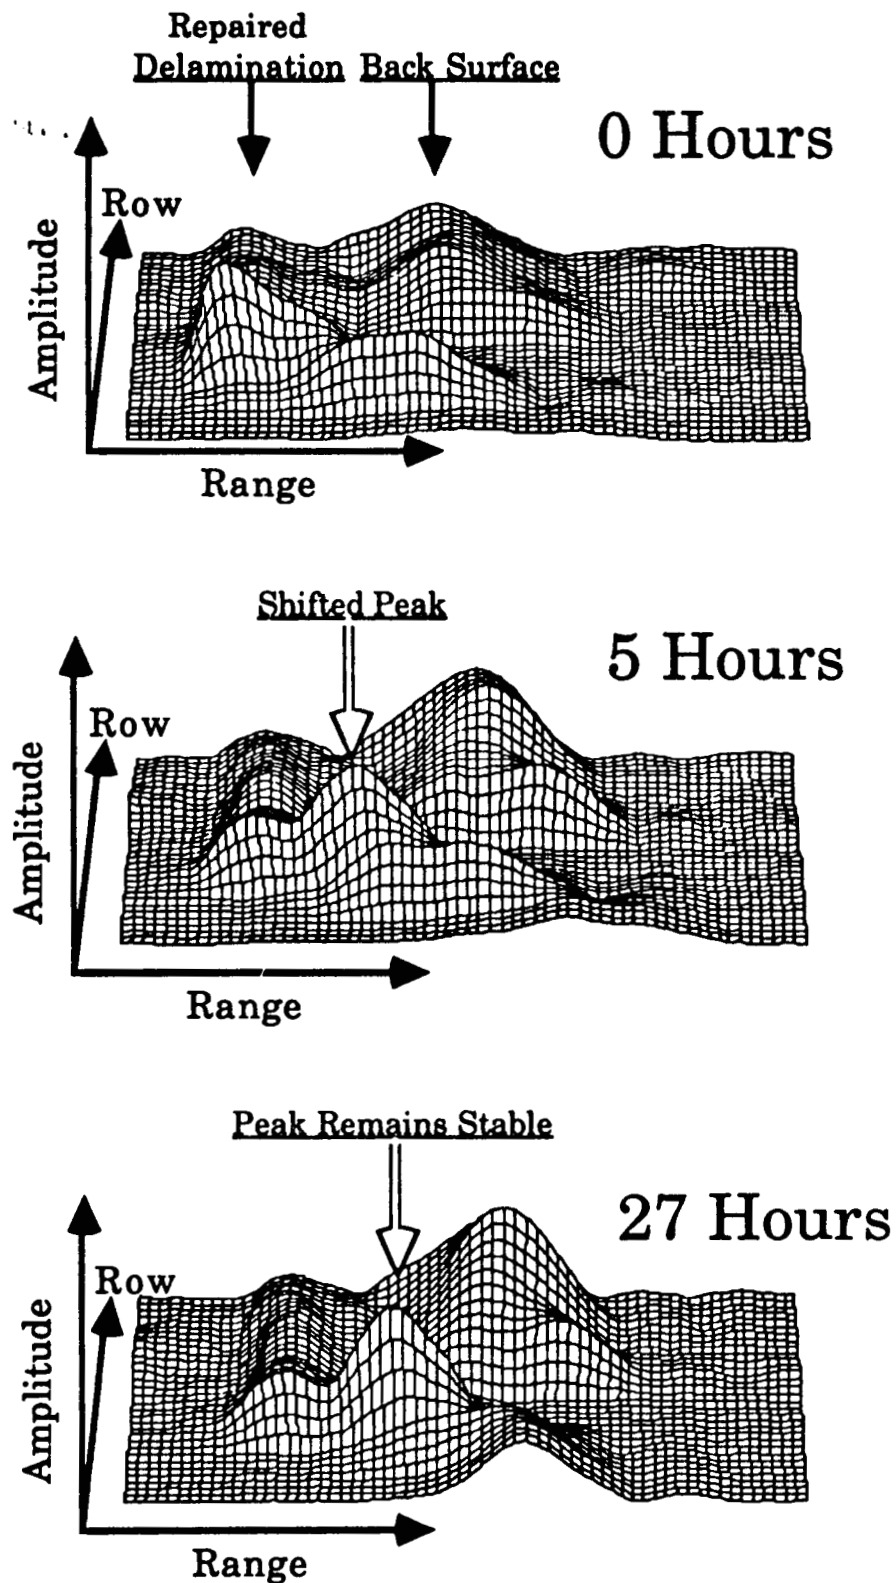 Repaired
Delamination Back Surface
0 Hours
Row
Amplitude
Range
Shifted Peak
5 Hours
Row
Amplitude
Range
Peak Remains Stable
27 Hours
Row
Amplitude
Range